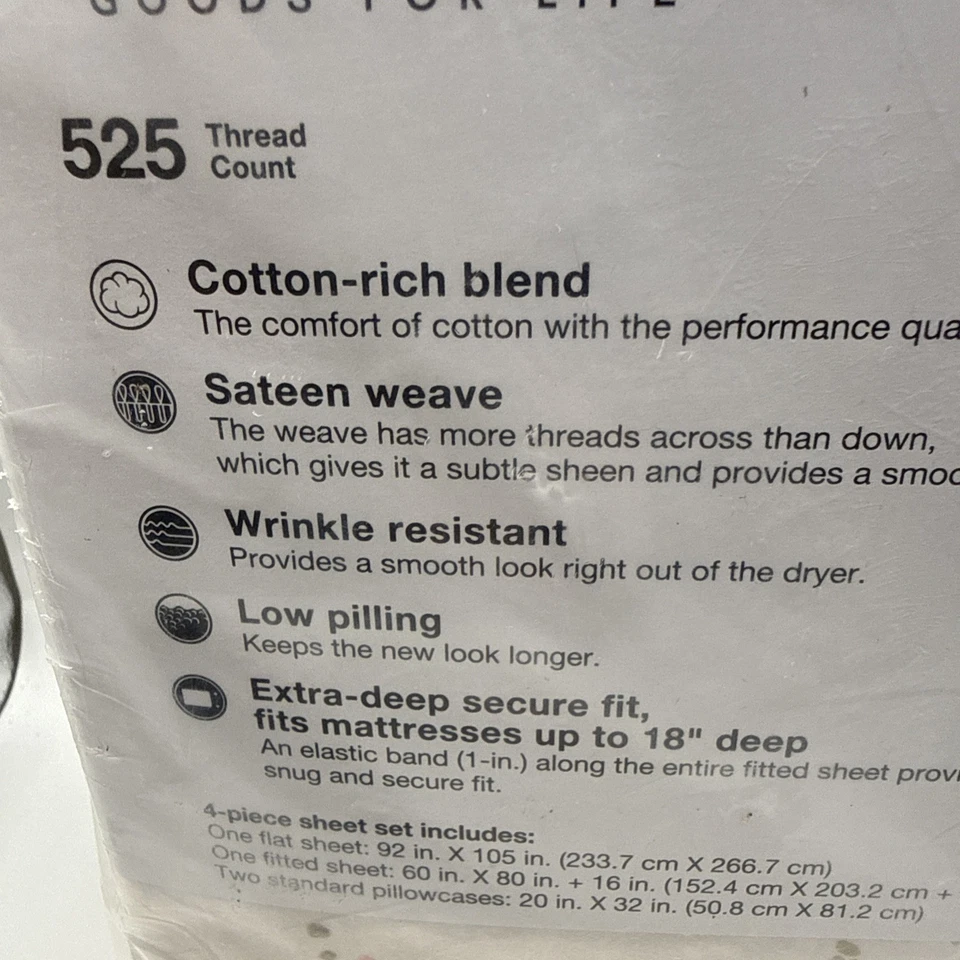 GOODS FOR LIFE
525 Thread
Count
Cotton-rich blend
The comfort of cotton with the performance qua
Sateen weave
The weave has more threads across than down,
which gives it a subtle sheen and provides a smoo
Wrinkle resistant
Provides a smooth look right out of the dryer.
Low pilling
Keeps the new look longer.
Extra-deep secure fit,
fits mattresses up to 18" deep
An elastic band (1-in.) along the entire fitted sheet provi
snug and secure fit.
4-piece sheet set includes:
One flat sheet: 92 in. X 105 in. (233.7 cm X 266.7 cm)
One fitted sheet: 60 in. X 80 in. + 16 in. (152.4 cm X 203.2 cm +
Two standard pillowcases: 20 in. X 32 in. (50.8 cm X 81.2 cm)